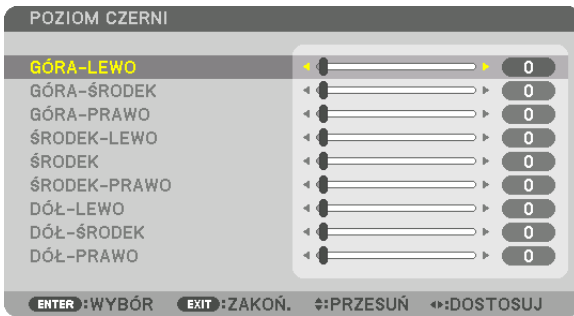 POZIOM CZERNI
GÓRA-LEWO 0
GÓRA-ŚRODEK 0
GÓRA-PRAWO 0
ŚRODEK-LEWO 0
ŚRODEK 0
ŚRODEK-PRAWO 0
DÓŁ-LEWO 0
DÓŁ-ŚRODEK 0
DÓŁ-PRAWO 0
ENTER:WYBÓR EXIT:ZAKOŃ. :PRZESUŃ :DOSTOSUJ